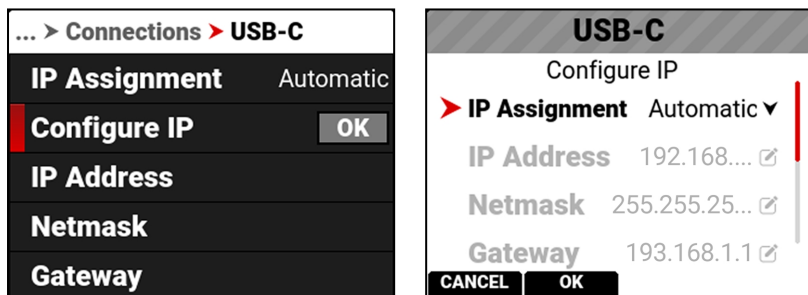 ... > Connections > USB-C
IP Assignment Automatic
Configure IP OK
IP Address
Netmask
Gateway
USB-C
Configure IP
IP Assignment Automatic
IP Address 192.168....
Netmask 255.255.25...
Gateway 193.168.1.1
CANCEL OK